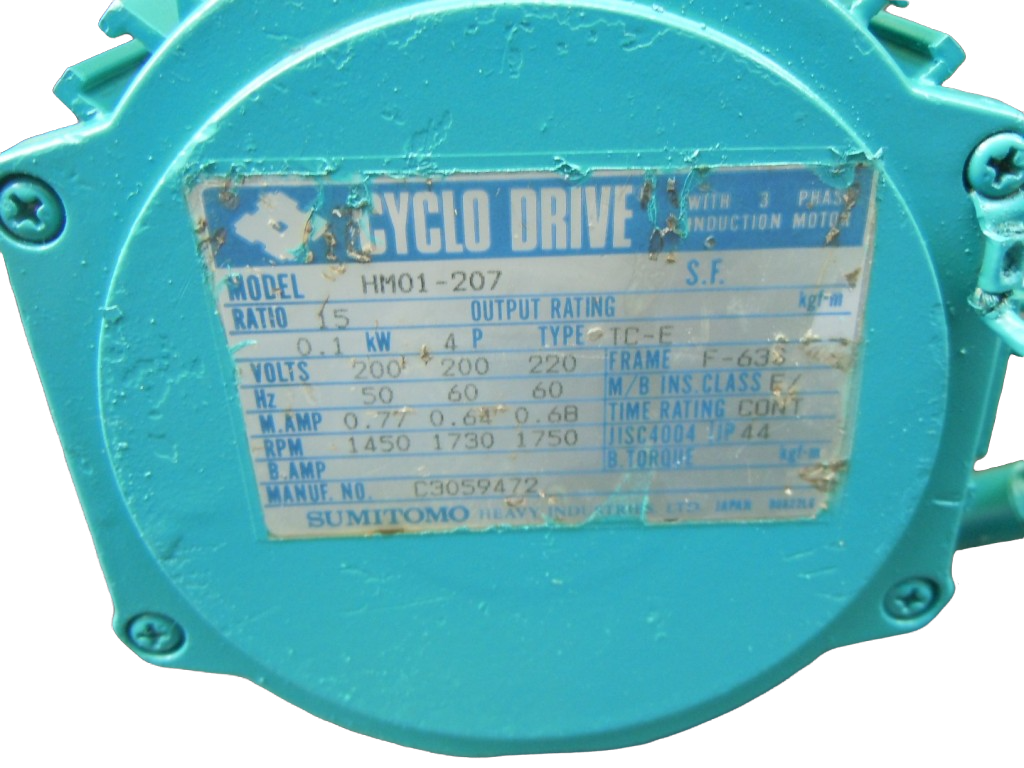 CYCLO DRIVE WITH 3 PHASE
INDUCTION MOTOR
MODEL HM01-207 S.F.
RATIO 15 OUTPUT RATING kgf-m
0.1 kW 4 P TYPE TC-E
VOLTS 200 200 220 FRAME F-63S
Hz 50 60 60 M/B INS. CLASS E/
M.AMP 0.77 0.64 0.68 TIME RATING CONT
RPM 1450 1730 1750 JISC4004 IP 44
B.AMP B.TORQUE kgf-m
MANUF. NO. C3059472
SUMITOMO HEAVY INDUSTRIES, LTD. JAPAN